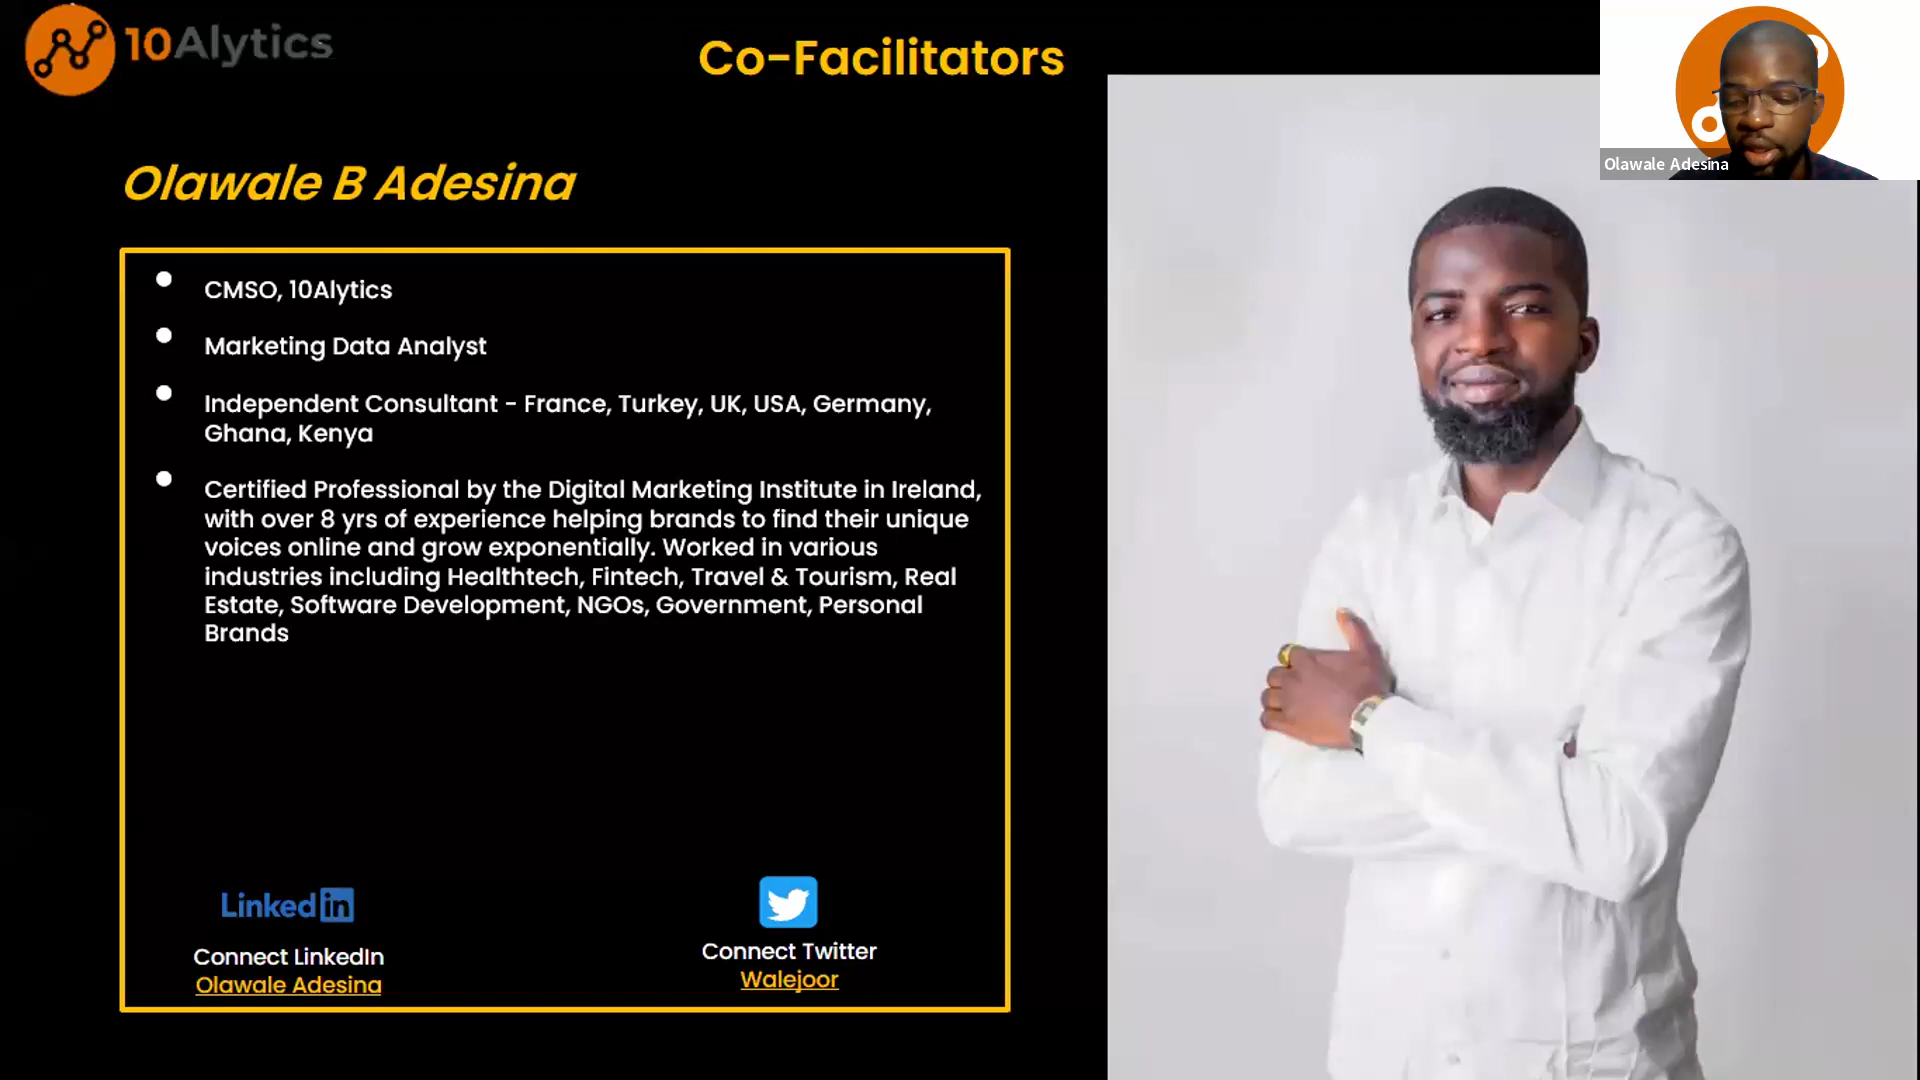 10Alytics
Co-Facilitators
Olawale Adesina
Olawale B Adesina
CMSO, 10Alytics
Marketing Data Analyst
Independent Consultant - France, Turkey, UK, USA, Germany,
Ghana, Kenya
Certified Professional by the Digital Marketing Institute in Ireland,
with over 8 yrs of experience helping brands to find their unique
voices online and grow exponentially. Worked in various
industries including Healthtech, Fintech, Travel & Tourism, Real
Estate, Software Development, NGOs, Government, Personal
Brands
Linked in
Connect LinkedIn
Olawale Adesina
Connect Twitter
Walejoor